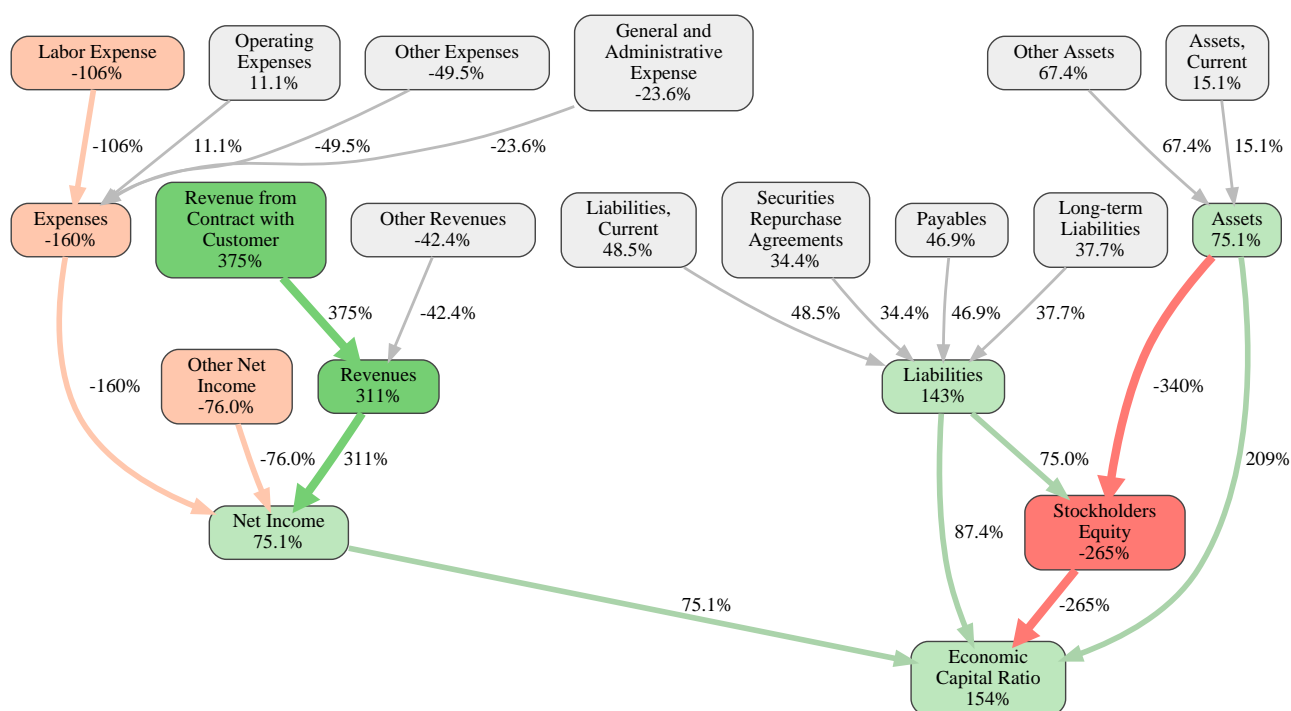 Labor Expense
-106%
Operating
Expenses
11.1%
Other Expenses
-49.5%
General and
Administrative
Expense
-23.6%
Other Assets
67.4%
Assets,
Current
15.1%
-106%
11.1%
-49.5%
-23.6%
67.4%
15.1%
Expenses
-160%
Revenue from
Contract with
Customer
375%
Other Revenues
-42.4%
Liabilities,
Current
48.5%
Securities
Repurchase
Agreements
34.4%
Payables
46.9%
Long-term
Liabilities
37.7%
Assets
75.1%
375%
-42.4%
48.5%
34.4%
46.9%
37.7%
-160%
Other Net
Income
-76.0%
Revenues
311%
Liabilities
143%
-340%
-76.0%
311%
75.0%
209%
Net Income
75.1%
87.4%
Stockholders
Equity
-265%
75.1%
-265%
Economic
Capital Ratio
154%